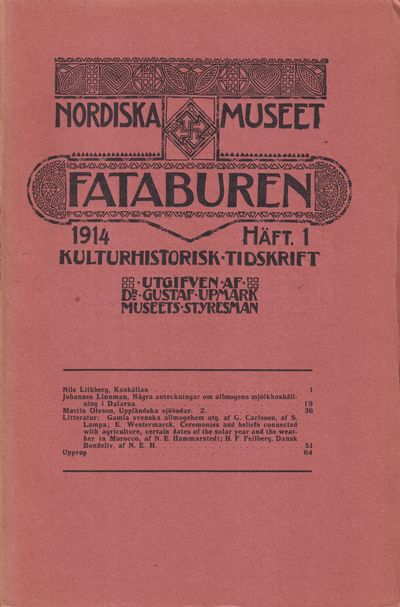 NORDISKA MUSEET
FATABUREN
1914 HÄFT. 1
KULTURHISTORISK · TIDSKRIFT
· UTGIFVEN · AF ·
DR · GUSTAF · UPMARK
MUSEETS · STYRESMAN
Nils Lithberg, Koskällan 1
Johannes Linnman, Några anteckningar om allmogens mjölkhushåll-
ning i Dalarna 19
Martin Olsson, Uppländska sjöbodar. 2. 36
Litteratur: Gamla svenska allmogehem utg. af G. Carlsson, af S.
Lampa; E. Westermarck, Ceremonies and beliefs connected
with agriculture, certain dates of the solar year and the weat-
her in Morocco, af N. E. Hammarstedt; H. F. Feilberg, Dansk
Bondeliv, af N. E. H. 51
Upprop 64